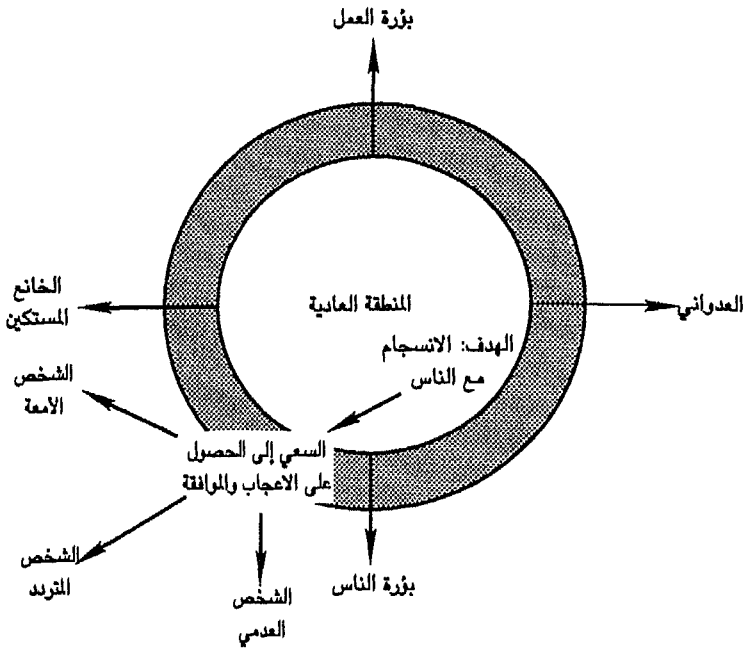 بؤرة العمل
الخانع
المستكين
المنطقة العادية
العدواني
الهدف: الانسجام
مع الناس
الشخص
الامعة
السعي إلى الحصول
على الاعجاب والموافقة
الشخص
المتردد
الشخص
العدمي
بؤرة الناس